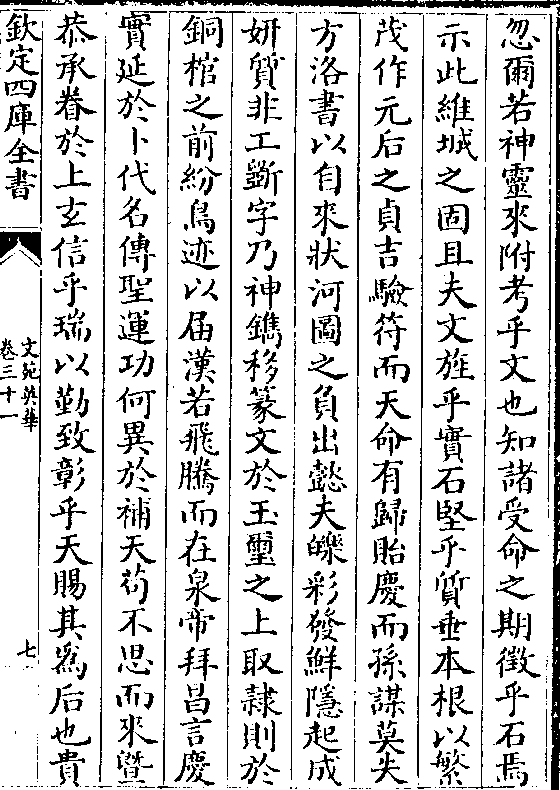 忽爾若神靈來附考乎文也知諸受命之期徵乎石焉
示此維城之固且夫文旌乎實石堅乎質垂本根以繁
茂作元后之貞吉驗符而天命有歸貽慶而孫謀莫失
方洛書以自來狀河圖之負出懿夫皪彩發鮮隱起成
妍質非工斵字乃神鐫移篆文於玉璽之上取隷則於
銅棺之前紛鳥迹以届漢若飛騰而在泉帝拜昌言慶
實延於卜代名傳聖運功何異於補天茍不思而來曁
恭承眷於上玄信乎瑞以勤致彰乎天賜其爲后也貴
欽定四庫全書
文苑英華
卷三十一
七